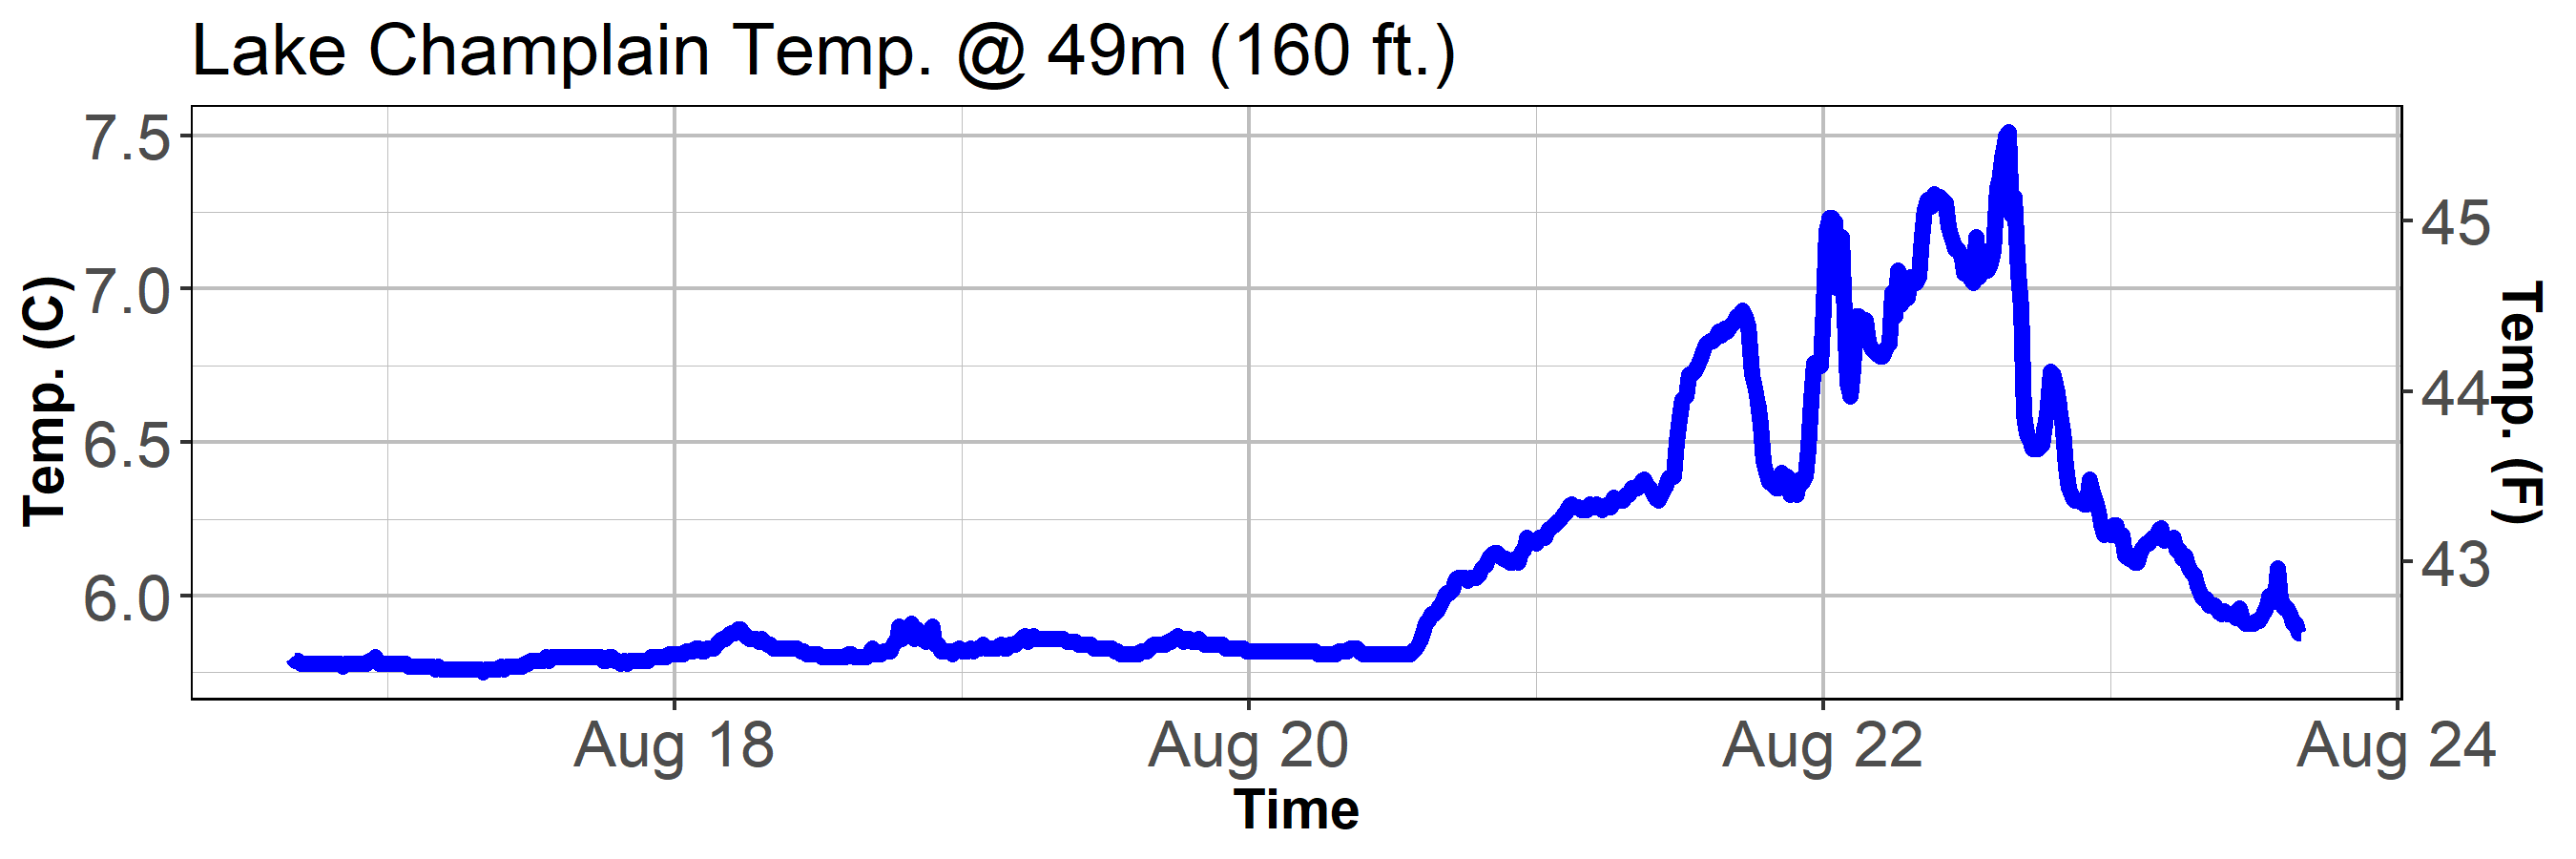 Lake Champlain Temp. @ 49m (160 ft.)
7.5
7.0
6.5
6.0
Temp. (C)
45
44
43
Temp. (F)
Aug 18
Aug 20
Aug 22
Aug 24
Time